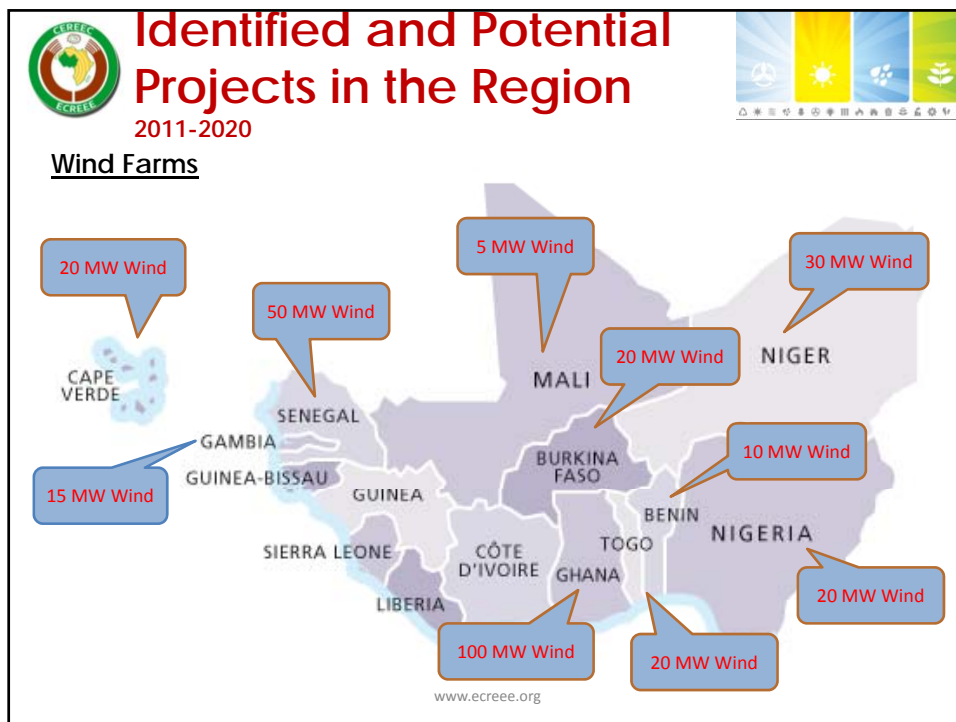 CEREEC
ECREEE
Identified and Potential
Projects in the Region
2011-2020
Wind Farms
20 MW Wind
5 MW Wind
30 MW Wind
50 MW Wind
20 MW Wind
CAPE
VERDE
MALI
NIGER
SENEGAL
GAMBIA
10 MW Wind
BURKINA
FASO
15 MW Wind
GUINEA-BISSAU
GUINEA
BENIN
NIGERIA
SIERRA LEONE
CÔTE
D'IVOIRE
TOGO
GHANA
LIBERIA
20 MW Wind
100 MW Wind
20 MW Wind
www.ecreee.org